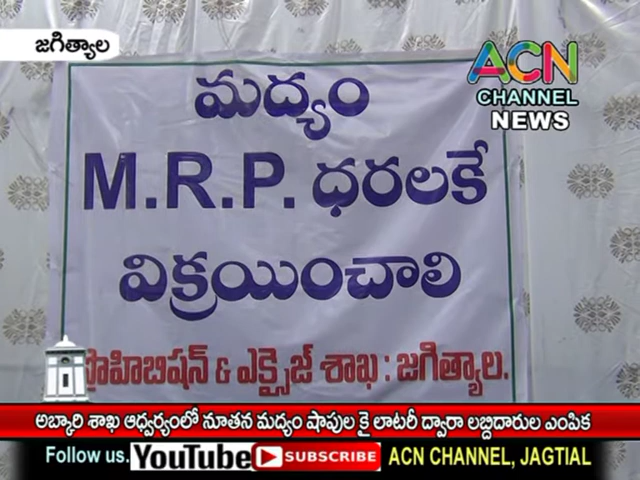 జగిత్యాల
ACN
CHANNEL
NEWS
మద్యం
M.R.P. ధరలకే
విక్రయించాలి
ప్రొహిబిషన్ & ఎక్సైజ్ శాఖ : జగిత్యాల.
అబ్కారి శాఖ ఆధ్వర్యంలో నూతన మద్యం షాపుల కై లాటరీ ద్వారా లబ్దిదారుల ఎంపిక
Follow us. YouTube SUBSCRIBE ACN CHANNEL, JAGTIAL